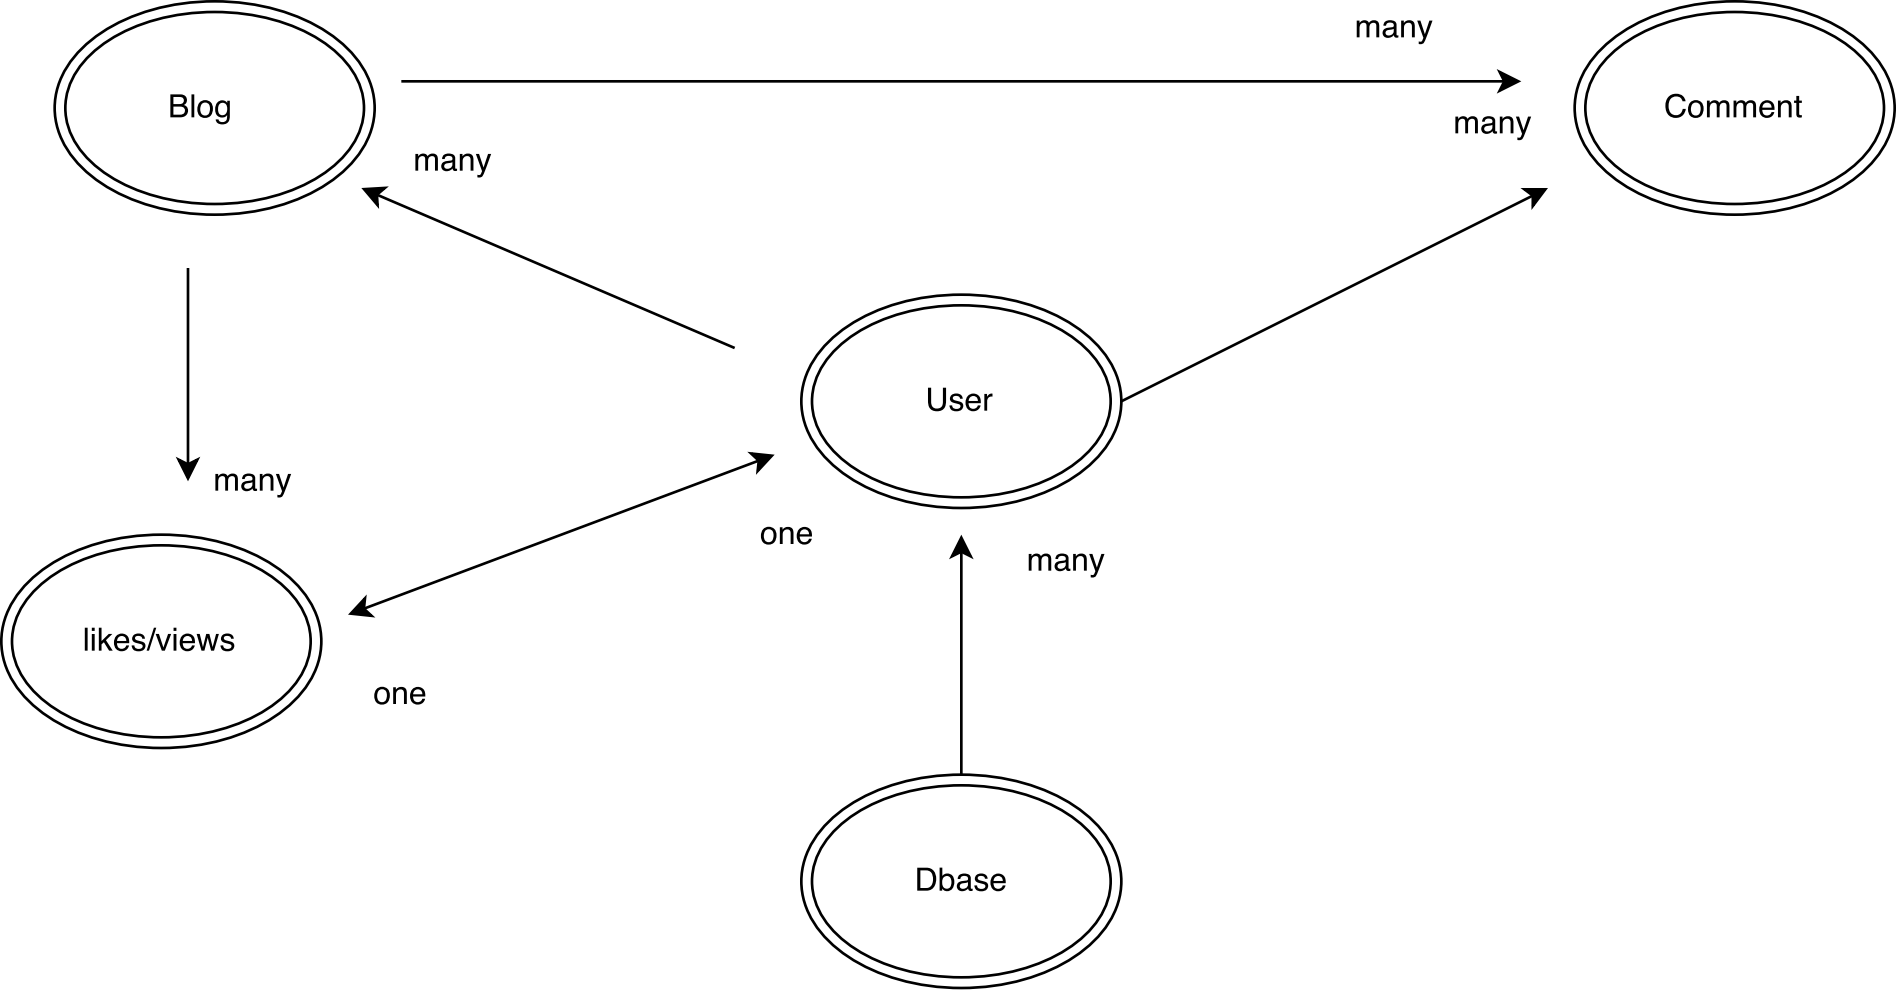 many
Blog
Comment
many
many
User
many
one
many
likes/views
one
Dbase